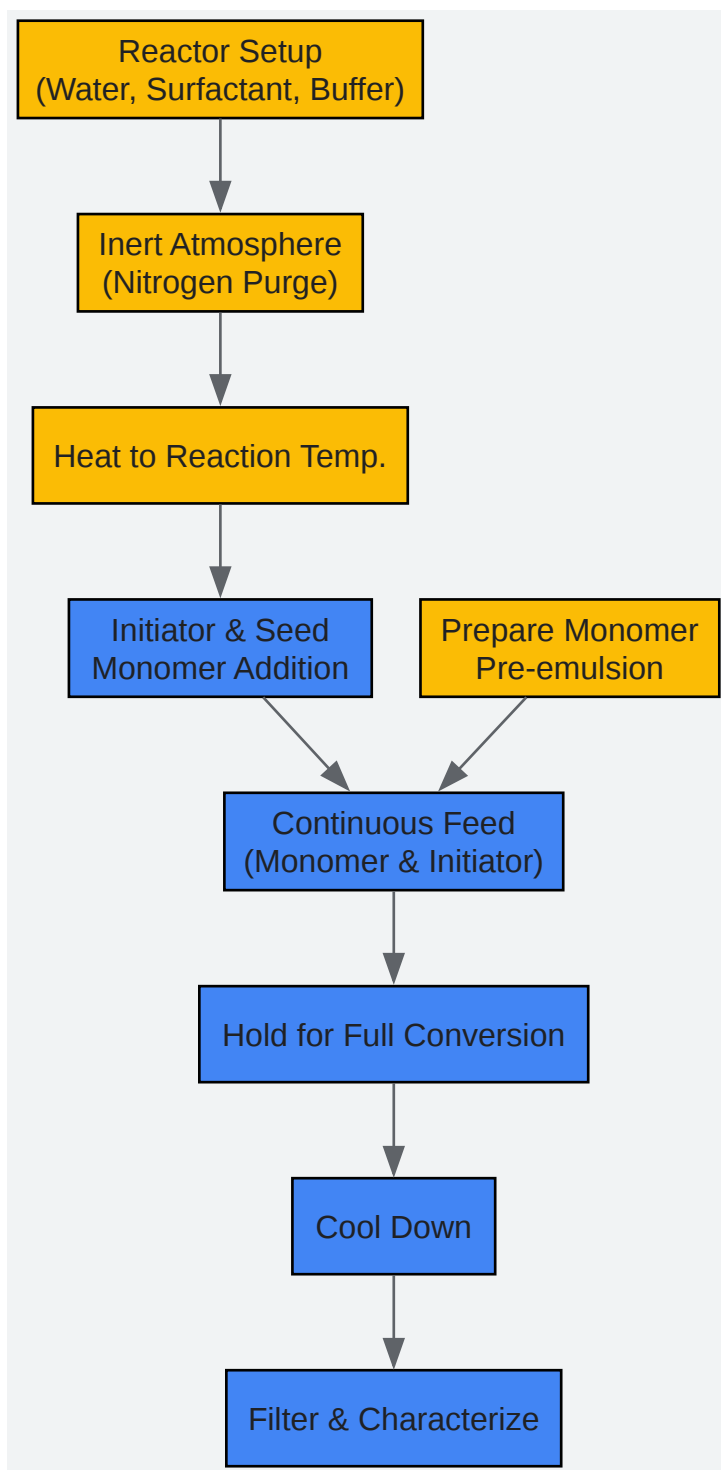 Reactor Setup
(Water, Surfactant, Buffer)
Inert Atmosphere
(Nitrogen Purge)
Heat to Reaction Temp.
Initiator & Seed
Monomer Addition
Prepare Monomer
Pre-emulsion
Continuous Feed
(Monomer & Initiator)
Hold for Full Conversion
Cool Down
Filter & Characterize